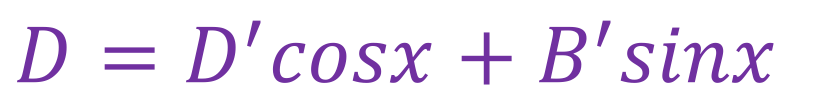 D = D′cosx + B′sinx